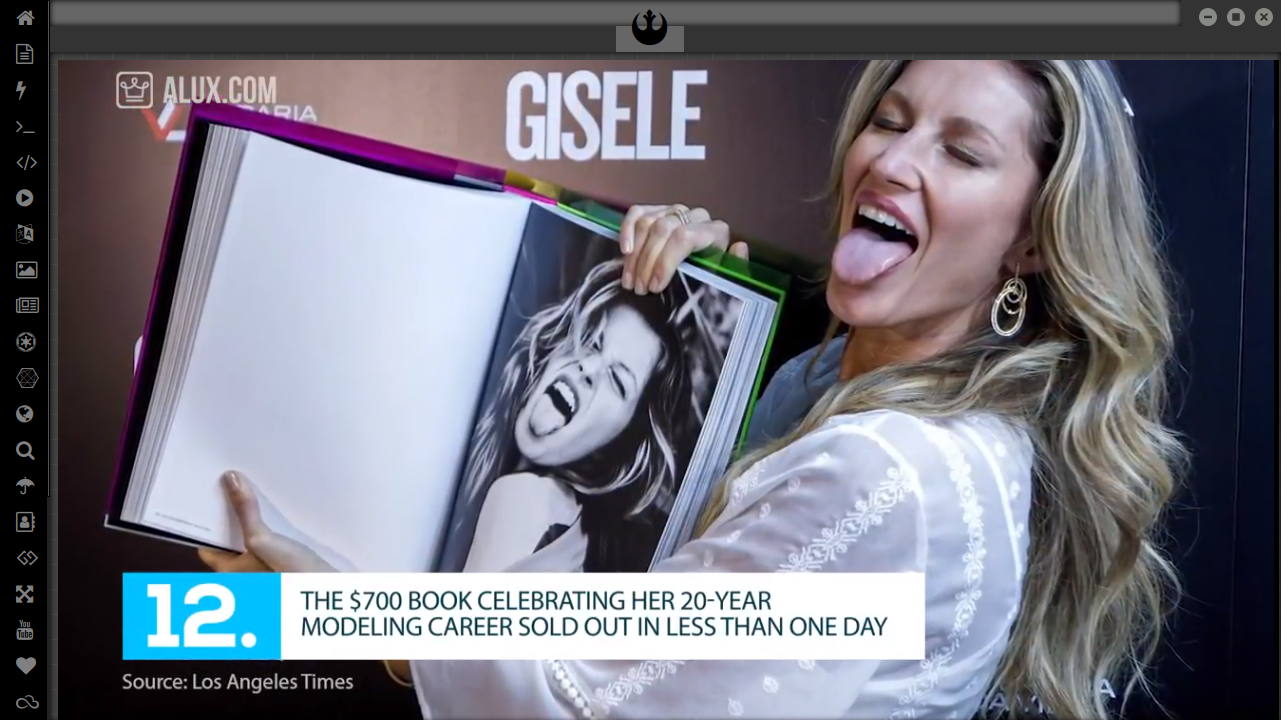 ALUX.COM
GISELE
12.
THE $700 BOOK CELEBRATING HER 20-YEAR
MODELING CAREER SOLD OUT IN LESS THAN ONE DAY
Source: Los Angeles Times
You
Tube